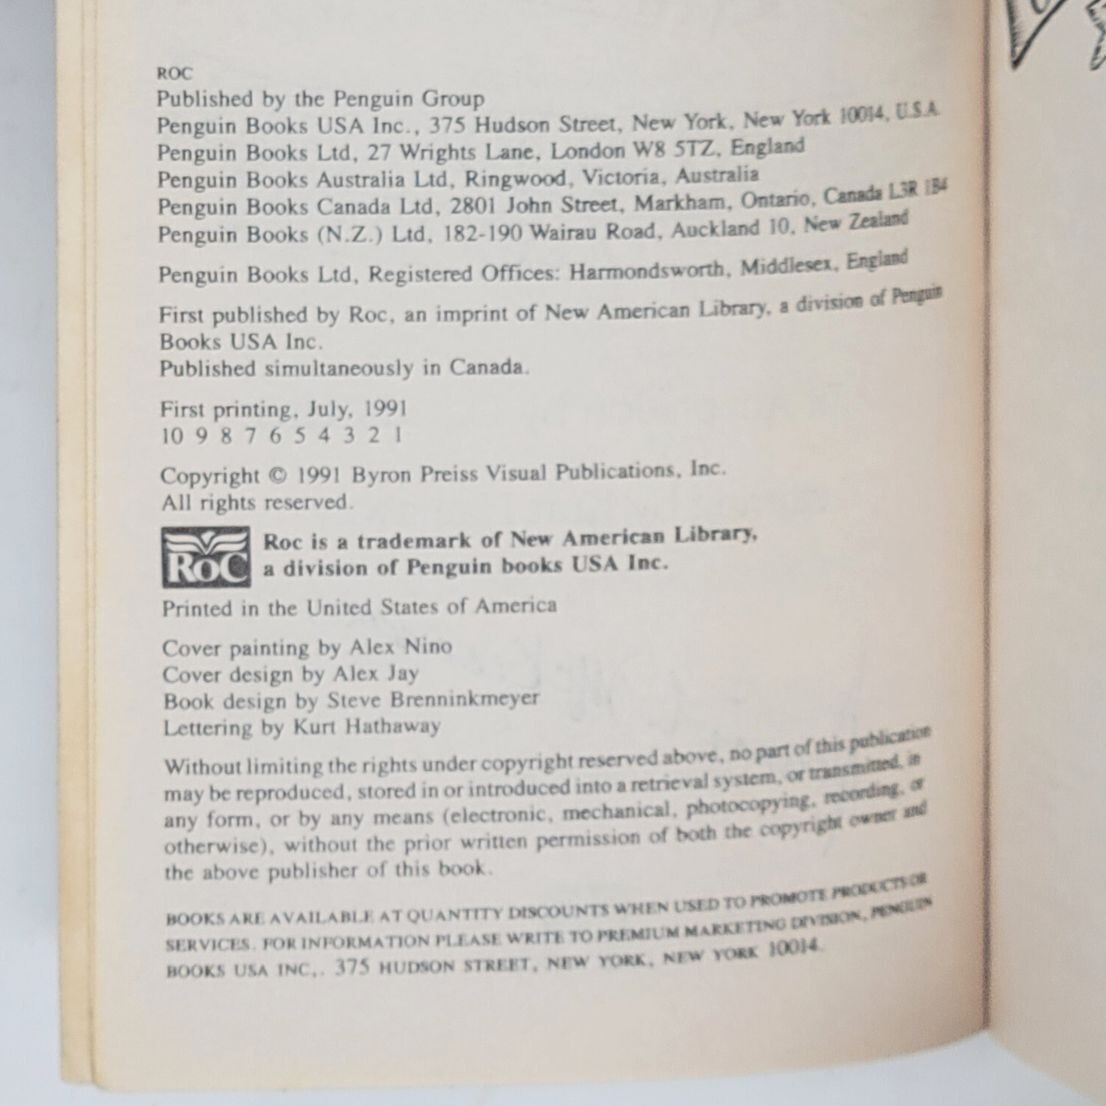 ROC
Published by the Penguin Group
Penguin Books USA Inc., 375 Hudson Street, New York, New York 10014, U.S.A.
Penguin Books Ltd, 27 Wrights Lane, London W8 5TZ, England
Penguin Books Australia Ltd, Ringwood, Victoria, Australia
Penguin Books Canada Ltd, 2801 John Street, Markham, Ontario, Canada L3R 1B4
Penguin Books (N.Z.) Ltd, 182-190 Wairau Road, Auckland 10, New Zealand
Penguin Books Ltd, Registered Offices: Harmondsworth, Middlesex, England
First published by Roc, an imprint of New American Library, a division of Penguin
Books USA Inc.
Published simultaneously in Canada.
First printing, July, 1991
10 9 8 7 6 5 4 3 2 1
Copyright © 1991 Byron Preiss Visual Publications, Inc.
All rights reserved.
ROC
Roc is a trademark of New American Library,
a division of Penguin books USA Inc.
Printed in the United States of America
Cover painting by Alex Nino
Cover design by Alex Jay
Book design by Steve Brenninkmeyer
Lettering by Kurt Hathaway
Without limiting the rights under copyright reserved above, no part of this publication
may be reproduced, stored in or introduced into a retrieval system, or transmitted, in
any form, or by any means (electronic, mechanical, photocopying, recording, or
otherwise), without the prior written permission of both the copyright owner and
the above publisher of this book.
BOOKS ARE AVAILABLE AT QUANTITY DISCOUNTS WHEN USED TO PROMOTE PRODUCTS OR
SERVICES. FOR INFORMATION PLEASE WRITE TO PREMIUM MARKETING DIVISION, PENGUIN
BOOKS USA INC,. 375 HUDSON STREET, NEW YORK, NEW YORK 10014.